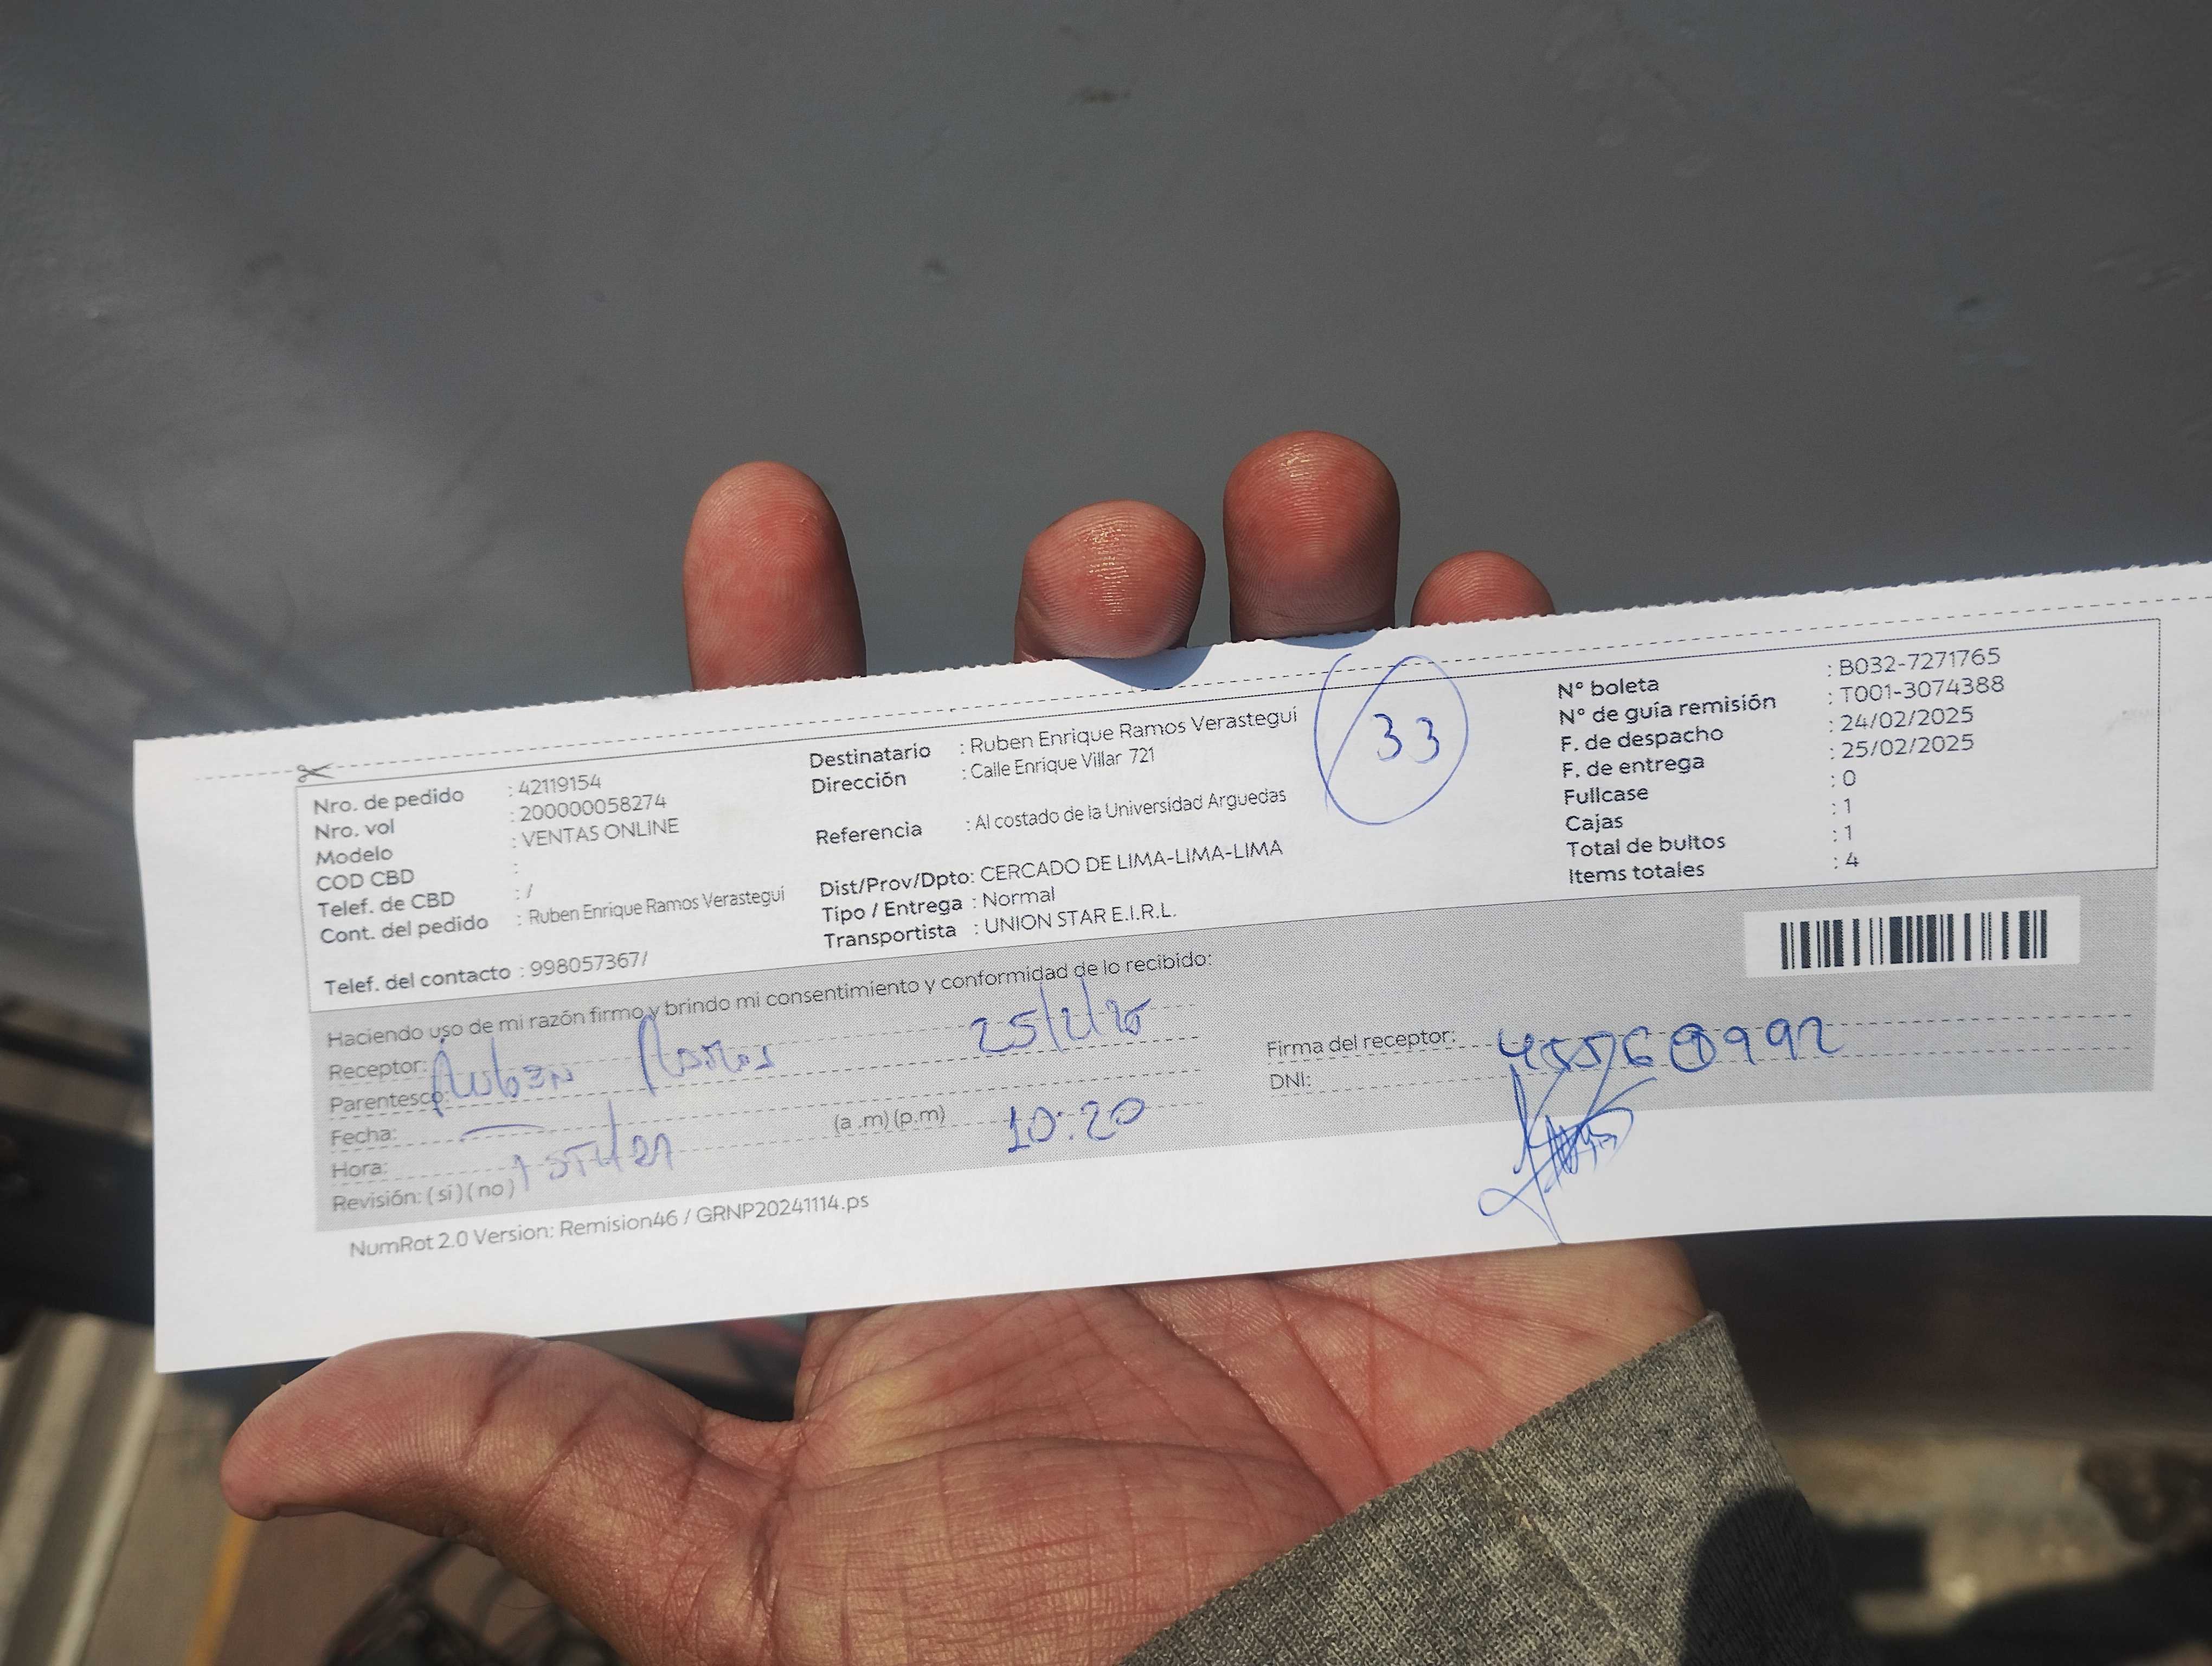 Nro. de pedido : 42119154
Nro. vol : 200000058274
Modelo : VENTAS ONLINE
COD CBD :
Telef. de CBD : /
Cont. del pedido : Ruben Enrique Ramos Verastegui
Telef. del contacto : 998057367/
Destinatario : Ruben Enrique Ramos Verastegui
Dirección : Calle Enrique Villar 721
Referencia : Al costado de la Universidad Arguedas
Dist/Prov/Dpto: CERCADO DE LIMA-LIMA-LIMA
Tipo / Entrega : Normal
Transportista : UNION STAR E.I.R.L.
33
N° boleta : B032-7271765
N° de guía remisión : T001-3074388
F. de despacho : 24/02/2025
F. de entrega : 25/02/2025
Fullcase : 0
Cajas : 1
Total de bultos : 1
Items totales : 4
Haciendo uso de mi razón firmo y brindo mi consentimiento y conformidad de lo recibido:
Receptor: Ruben Ramos 25/2/25
Parentesco:
Fecha:
Hora: (a .m) (p.m) 10:20
Revisión: ( si ) ( no )
Firma del receptor:
DNI:
NumRot 2.0 Version: Remision46 / GRNP20241114.ps